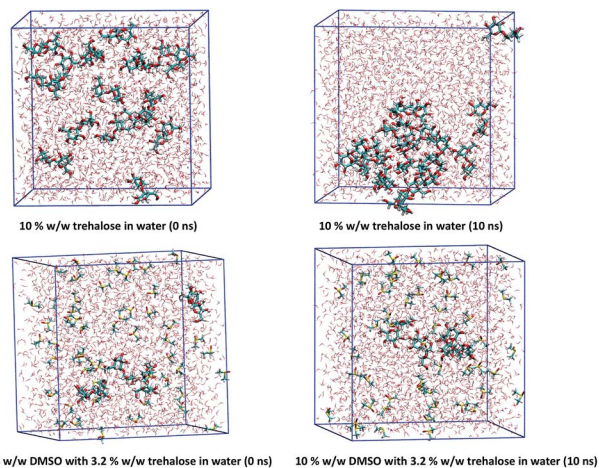 10 % w/w trehalose in water (0 ns)
10 % w/w trehalose in water (10 ns)
w/w DMSO with 3.2 % w/w trehalose in water (0 ns)
10 % w/w DMSO with 3.2 % w/w trehalose in water (10 ns)